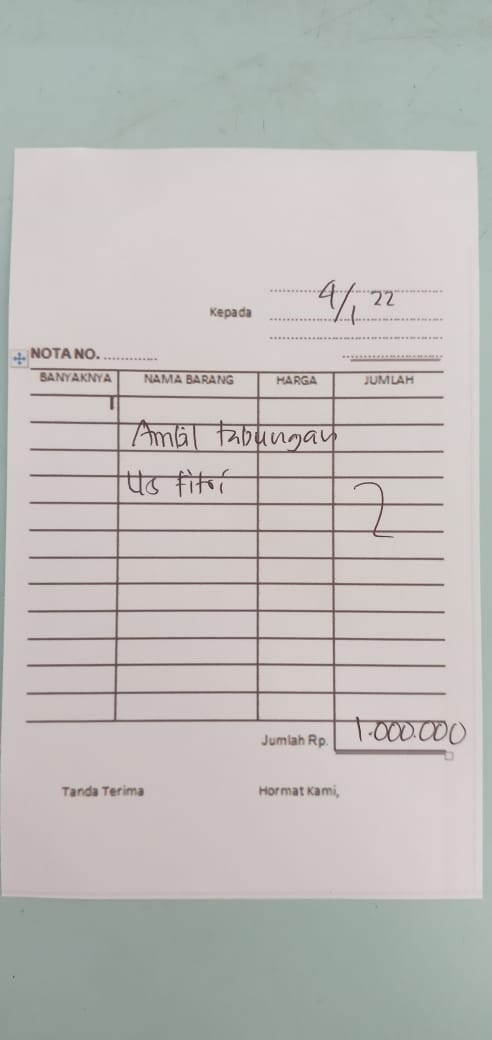 4/1 22
Kepada
NOTA NO. ............
BANYAKNYA NAMA BARANG HARGA JUMLAH
Ambil tabungan
Us fitri
2
Jumlah Rp. 1.000.000
Tanda Terima Hormat Kami,